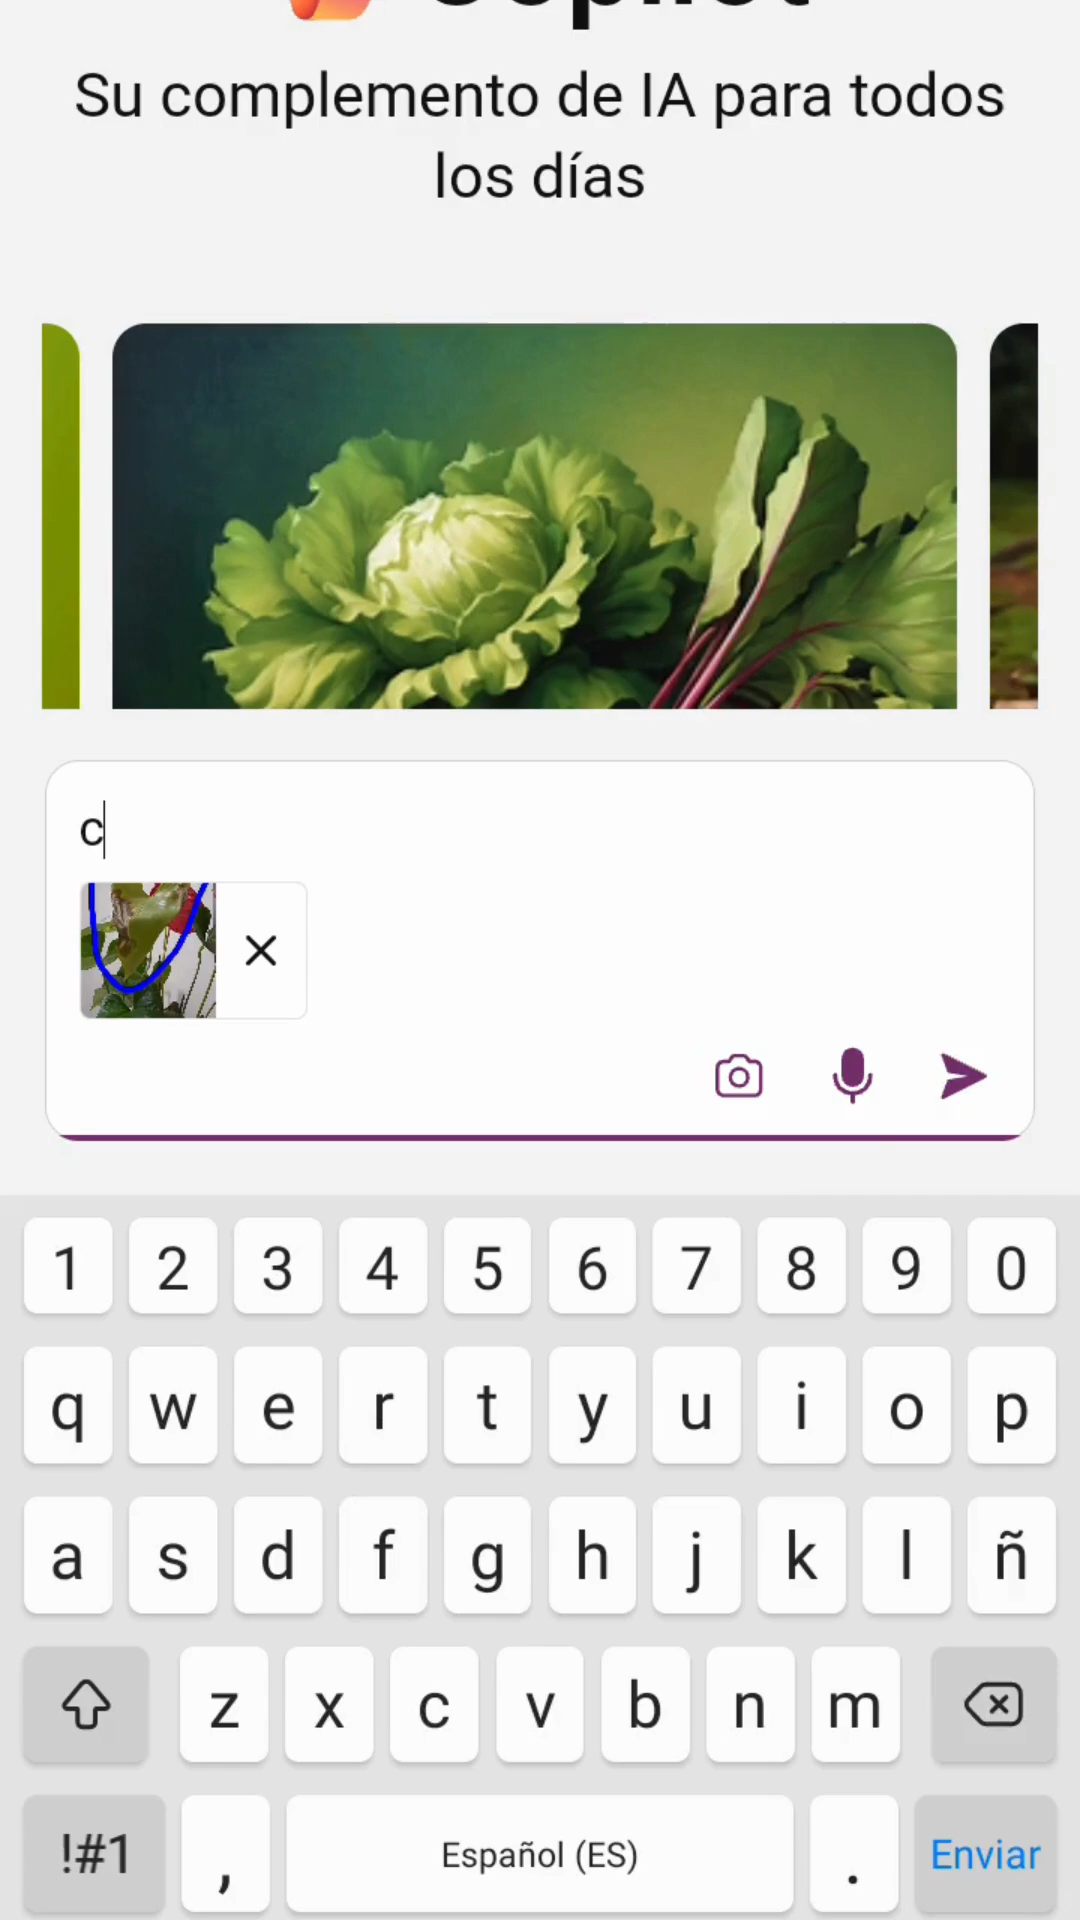 Copilot
Su complemento de IA para todos
los días
c
1 2 3 4 5 6 7 8 9 0
q w e r t y u i o p
a s d f g h j k l ñ
z x c v b n m
!#1 , Español (ES) . Enviar